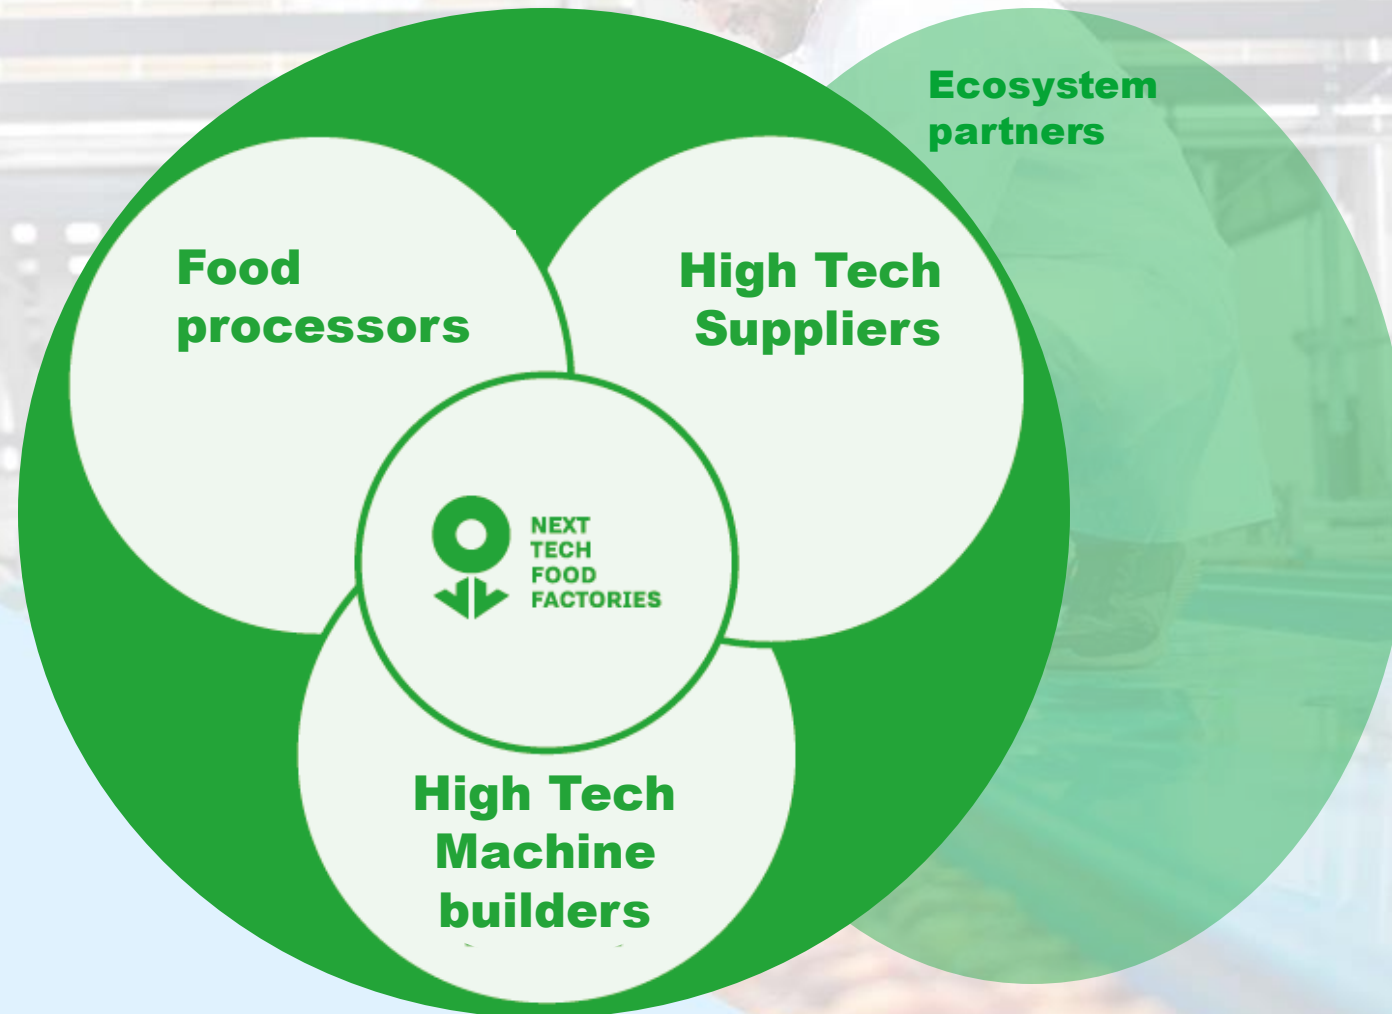 Ecosystem
partners
Food
processors
High Tech
Suppliers
NEXT
TECH
FOOD
FACTORIES
High Tech
Machine
builders